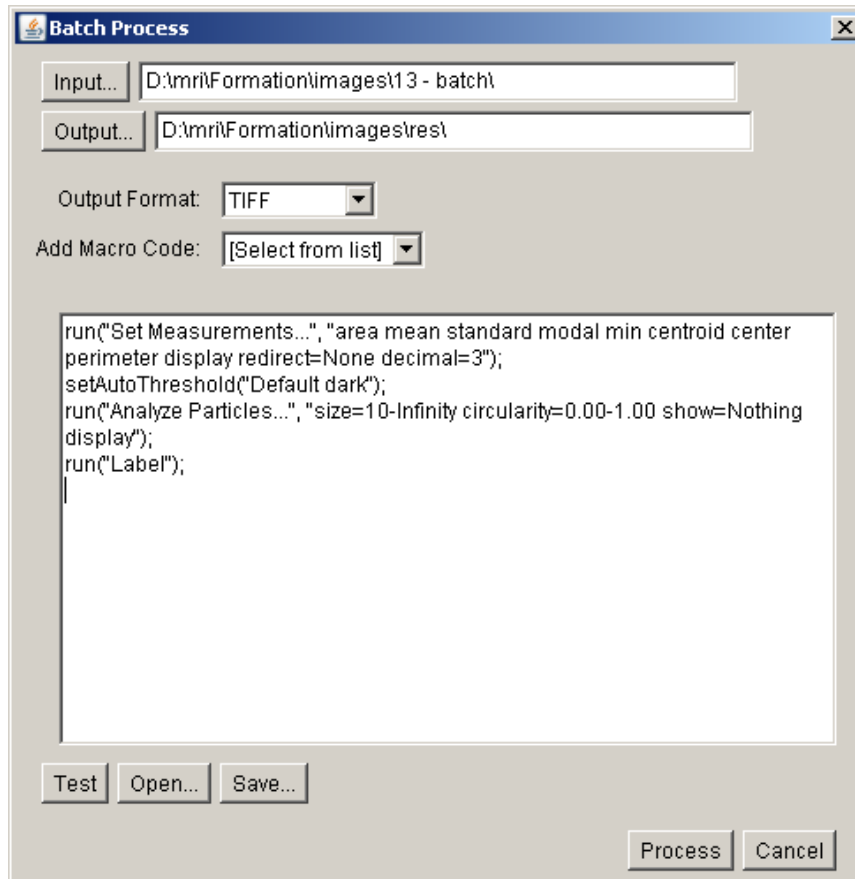 Batch Process
Input... D:\mri\Formation\images\13 - batch\
Output... D:\mri\Formation\images\res\
Output Format: TIFF
Add Macro Code: [Select from list]
run("Set Measurements...", "area mean standard modal min centroid center
perimeter display redirect=None decimal=3");
setAutoThreshold("Default dark");
run("Analyze Particles...", "size=10-Infinity circularity=0.00-1.00 show=Nothing
display");
run("Label");
Test Open... Save...
Process Cancel